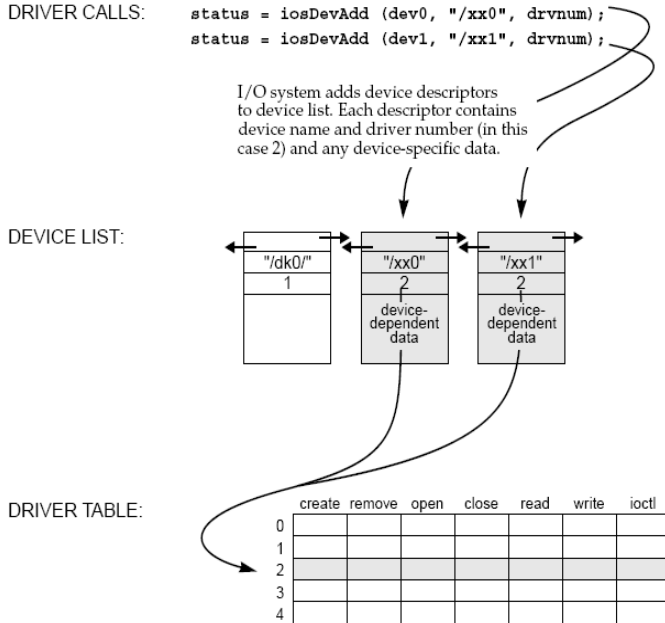 DRIVER CALLS:
status = iosDevAdd (dev0, "/xx0", drvnum);
status = iosDevAdd (dev1, "/xx1", drvnum);
I/O system adds device descriptors
to device list. Each descriptor contains
device name and driver number (in this
case 2) and any device-specific data.
DEVICE LIST:
"/dk0/" "/xx0" "/xx1"
1 2 2
device- device-
dependent dependent
data data
DRIVER TABLE:
create remove open close read write ioctl
0
1
2
3
4